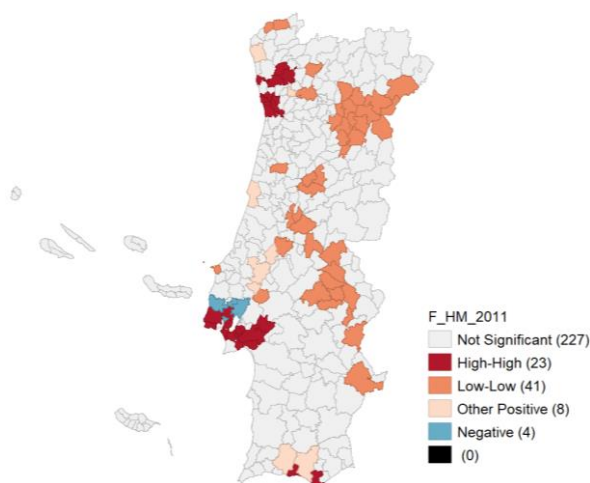 F_HM_2011
Not Significant (227)
High-High (23)
Low-Low (41)
Other Positive (8)
Negative (4)
(0)